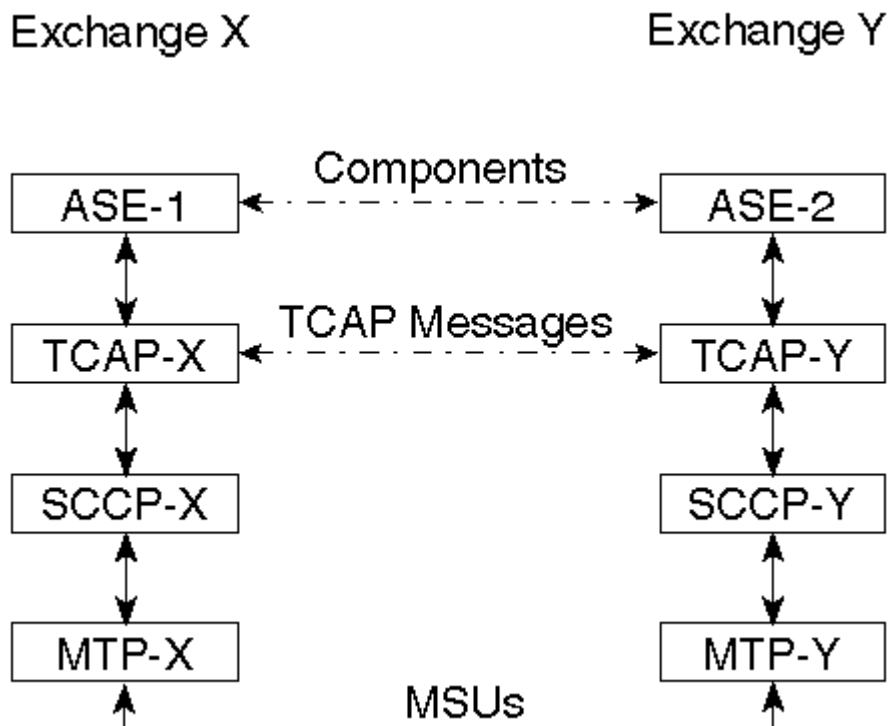 Exchange X
Exchange Y
Components
ASE-1
ASE-2
TCAP Messages
TCAP-X
TCAP-Y
SCCP-X
SCCP-Y
MTP-X
MTP-Y
MSUs